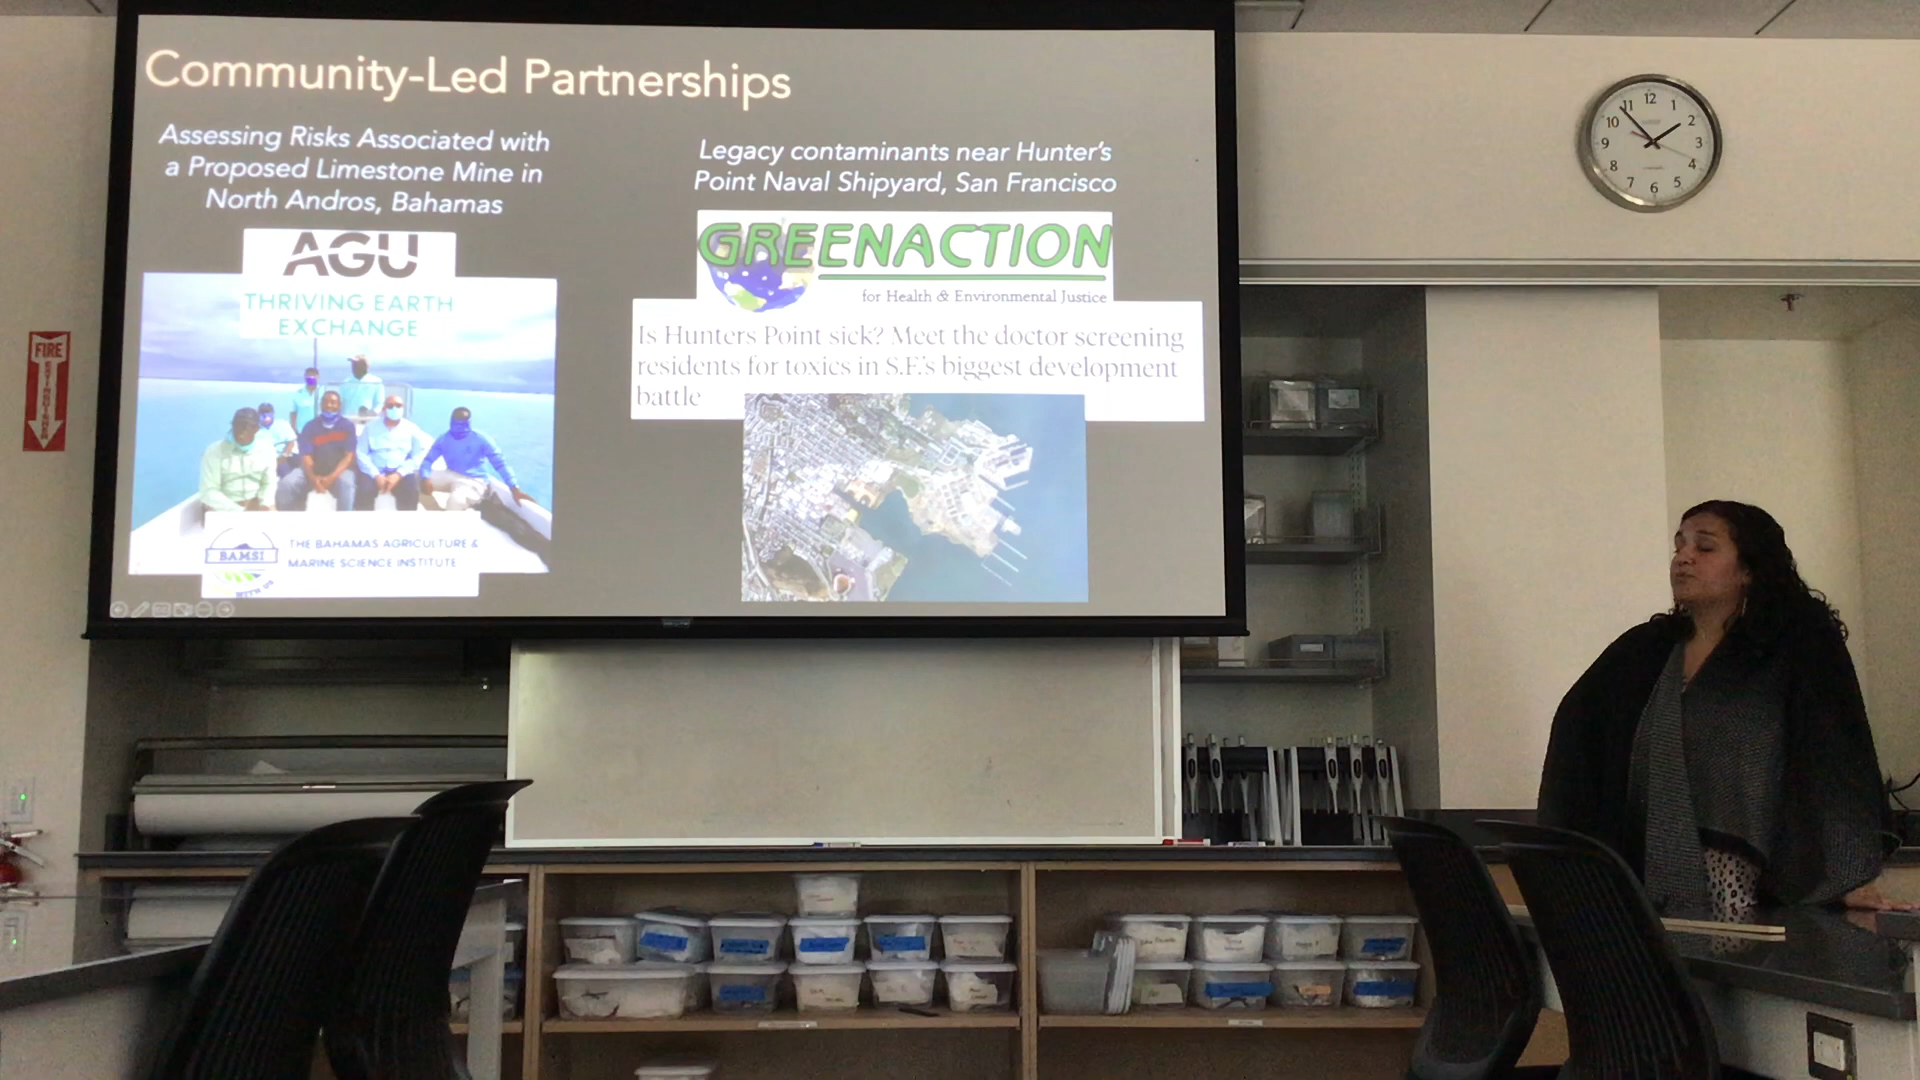 Community-Led Partnerships
Assessing Risks Associated with
a Proposed Limestone Mine in
North Andros, Bahamas
AGU
THRIVING EARTH
EXCHANGE
BAMSI
THE BAHAMAS AGRICULTURE &
MARINE SCIENCE INSTITUTE
WITH US
Legacy contaminants near Hunter's
Point Naval Shipyard, San Francisco
GREENACTION
for Health & Environmental Justice
Is Hunters Point sick? Meet the doctor screening
residents for toxics in S.F.'s biggest development
battle
12
1
2
3
4
5
6
7
8
9
10
11
FIRE
EXTINGUISHER